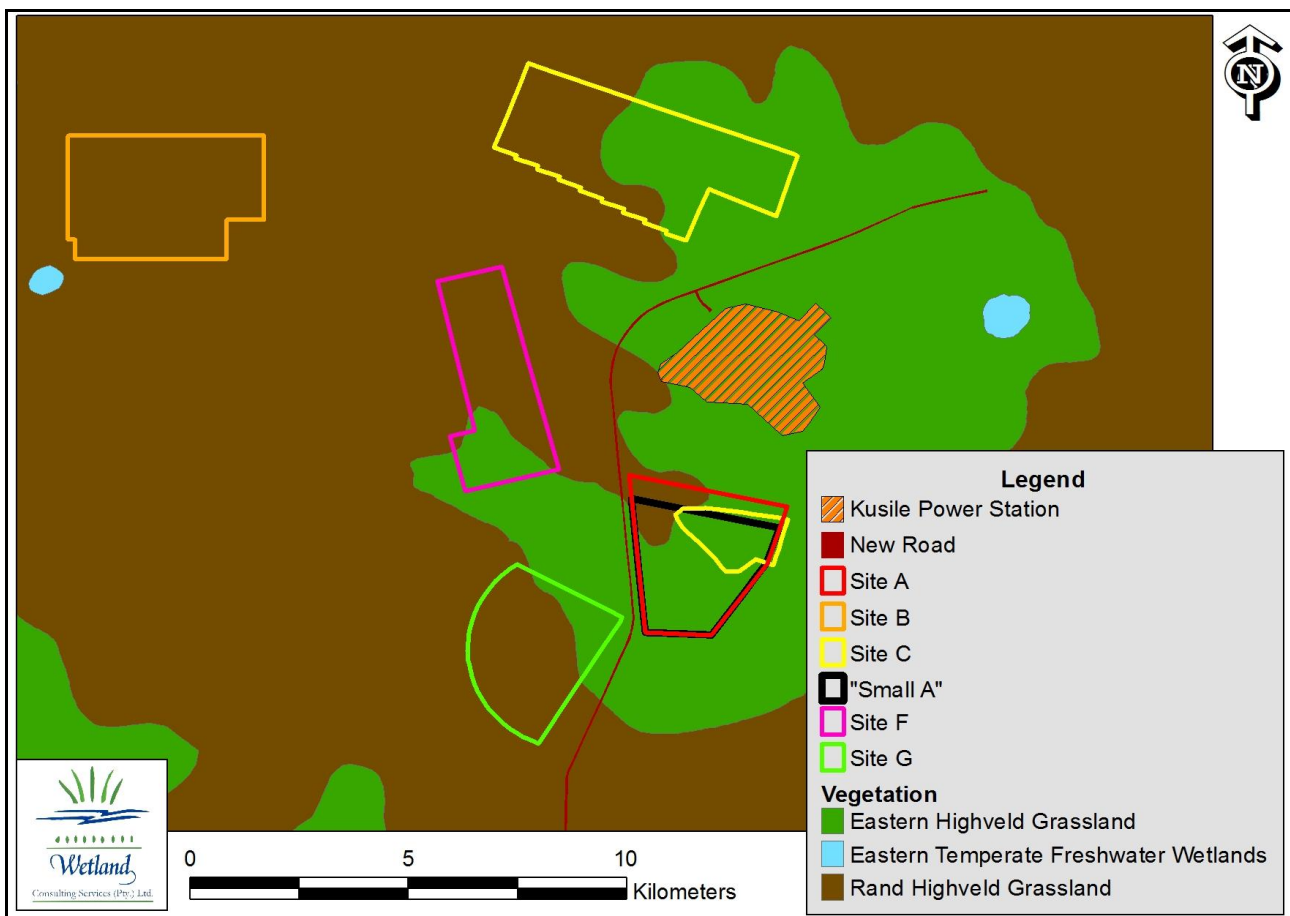 N
Legend
Kusile Power Station
New Road
Site A
Site B
Site C
"Small A"
Site F
Site G
Vegetation
Eastern Highveld Grassland
Eastern Temperate Freshwater Wetlands
Rand Highveld Grassland
Wetland
Consulting Services (Pty.) Ltd.
0 5 10
Kilometers